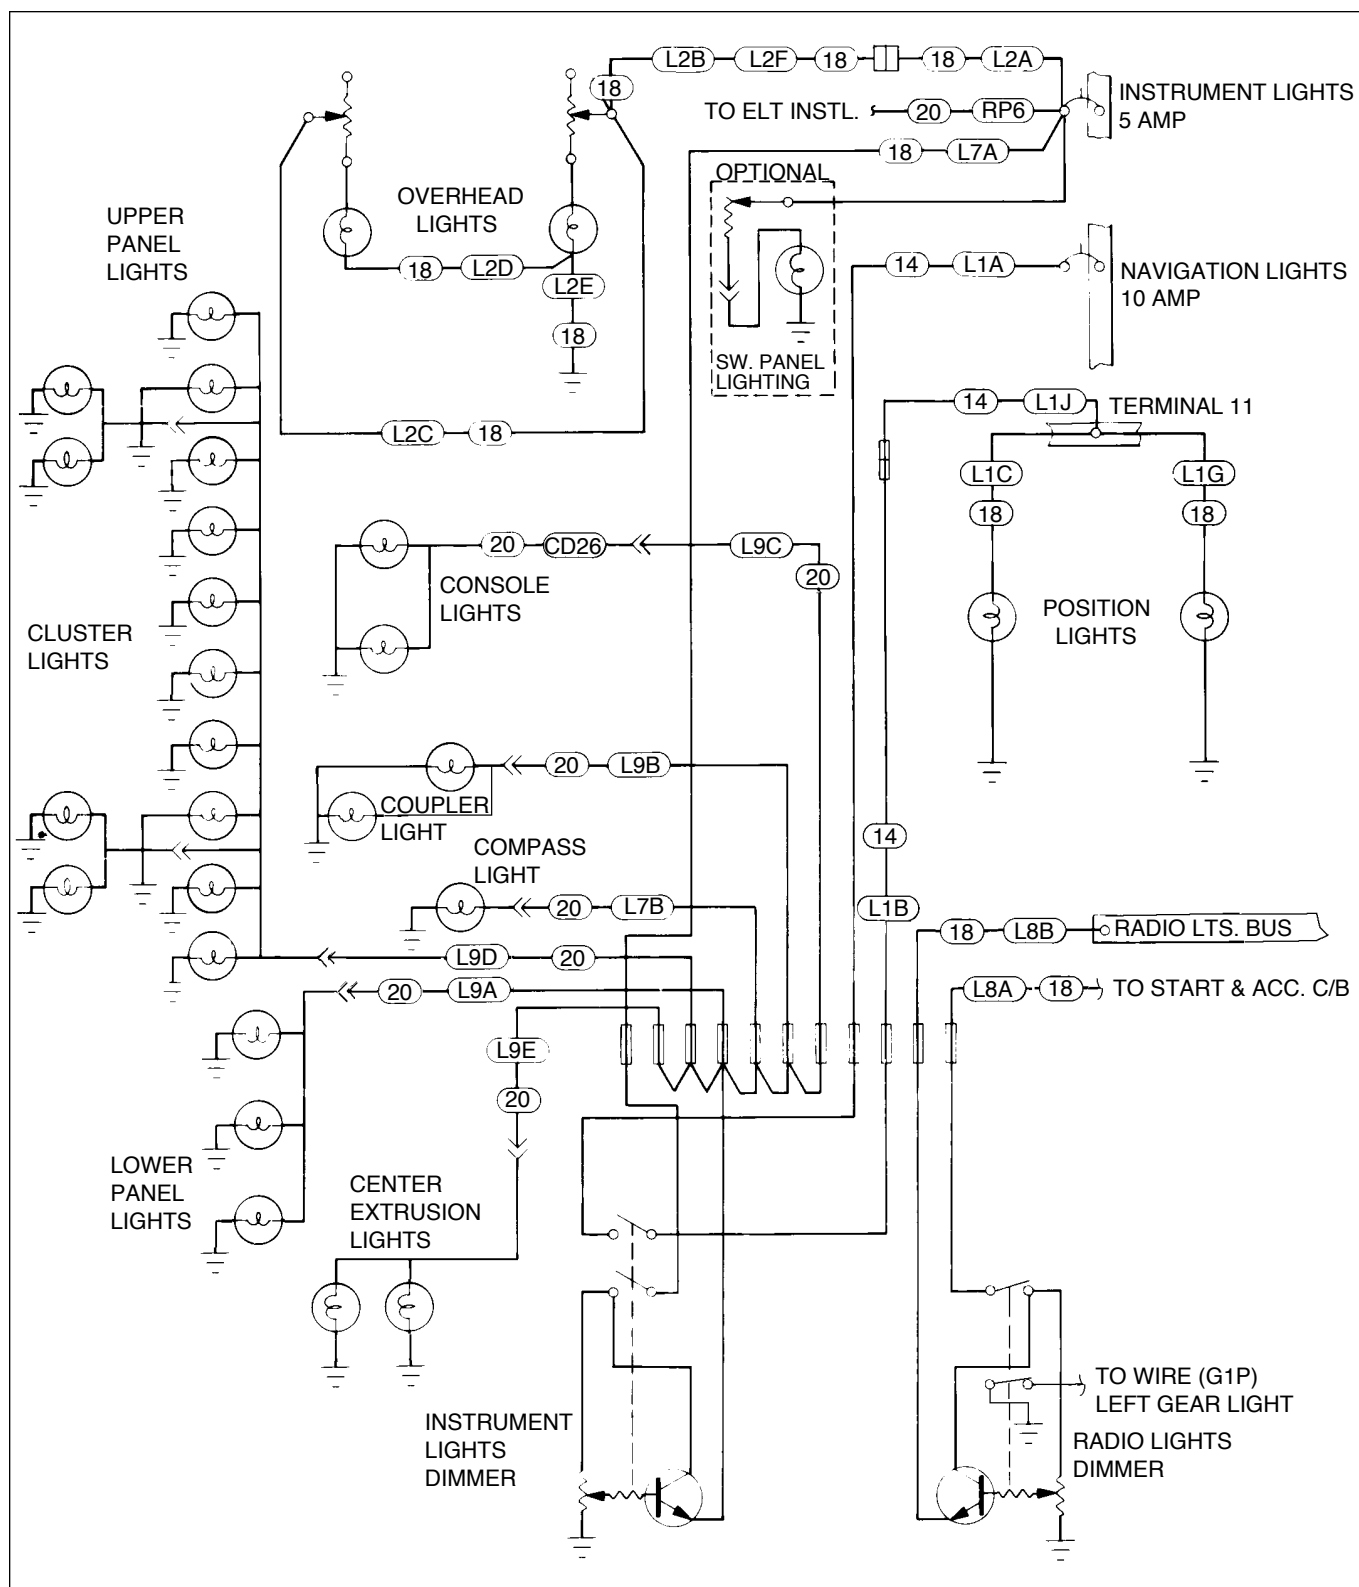 L2B L2F 18 18 L2A
18
TO ELT INSTL. 20 RP6
INSTRUMENT LIGHTS
5 AMP
18 L7A
OPTIONAL
OVERHEAD
LIGHTS
UPPER
PANEL
LIGHTS
18 L2D
L2E
18
14 L1A
NAVIGATION LIGHTS
10 AMP
SW. PANEL
LIGHTING
L2C 18
14 L1J
TERMINAL 11
L1C
18
L1G
18
20 CD26 L9C
20
CONSOLE
LIGHTS
POSITION
LIGHTS
CLUSTER
LIGHTS
20 L9B
COUPLER
LIGHT
14
COMPASS
LIGHT
20 L7B
L1B
18 L8B
RADIO LTS. BUS
L9D 20
20 L9A
L8A 18
TO START & ACC. C/B
L9E
20
LOWER
PANEL
LIGHTS
CENTER
EXTRUSION
LIGHTS
TO WIRE (G1P)
LEFT GEAR LIGHT
INSTRUMENT
LIGHTS
DIMMER
RADIO LIGHTS
DIMMER